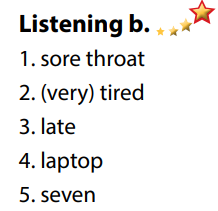 Listening b.
1. sore throat
2. (very) tired
3. late
4. laptop
5. seven